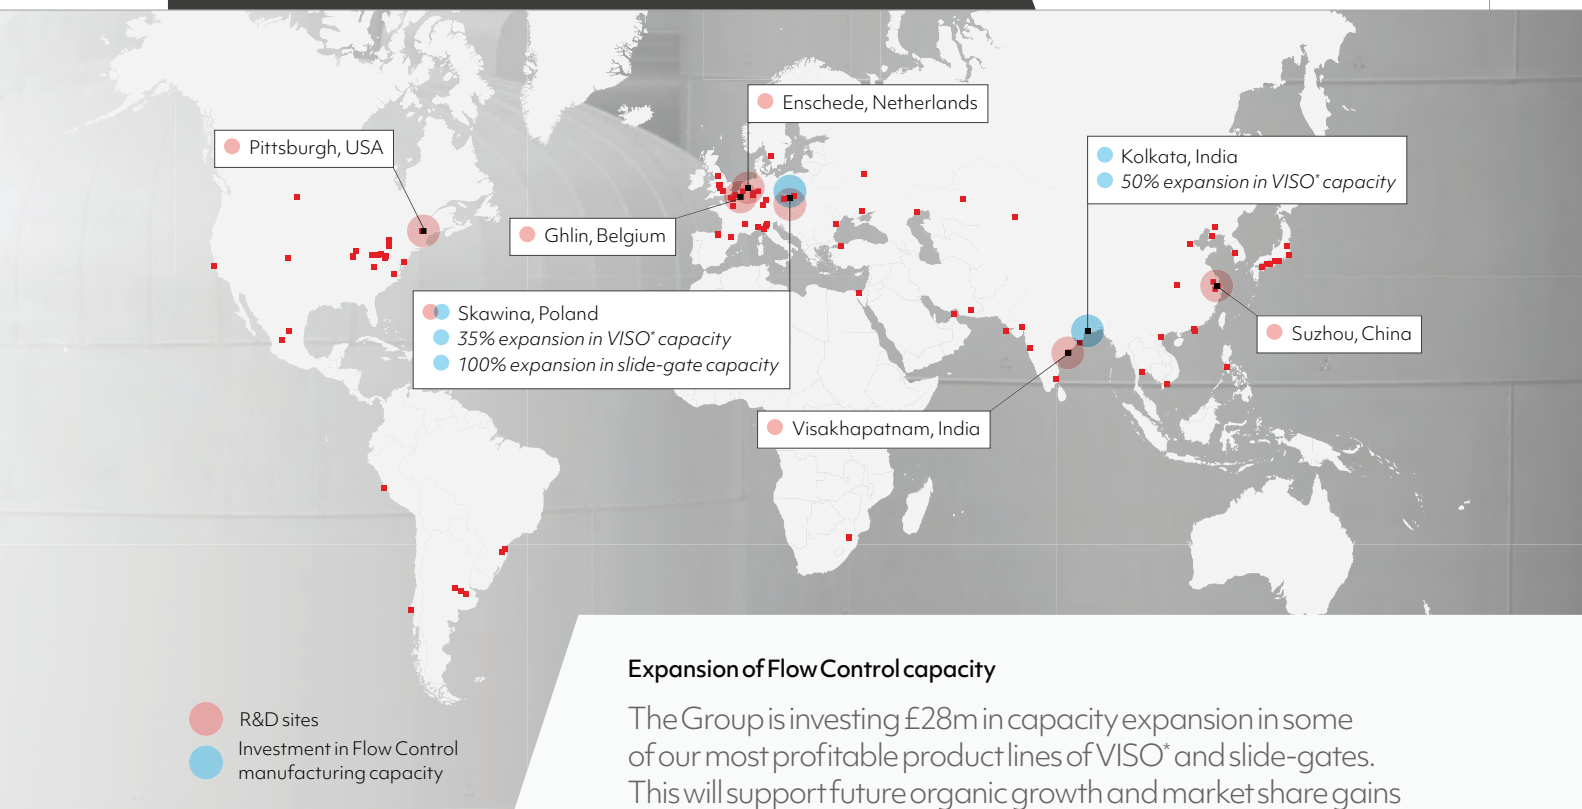 Enschede, Netherlands
Pittsburgh, USA
Kolkata, India
50% expansion in VISO* capacity
Ghlin, Belgium
Skawina, Poland
35% expansion in VISO* capacity
100% expansion in slide-gate capacity
Suzhou, China
Visakhapatnam, India
R&D sites
Investment in Flow Control
manufacturing capacity
Expansion of Flow Control capacity
The Group is investing £28m in capacity expansion in some
of our most profitable product lines of VISO* and slide-gates.
This will support future organic growth and market share gains